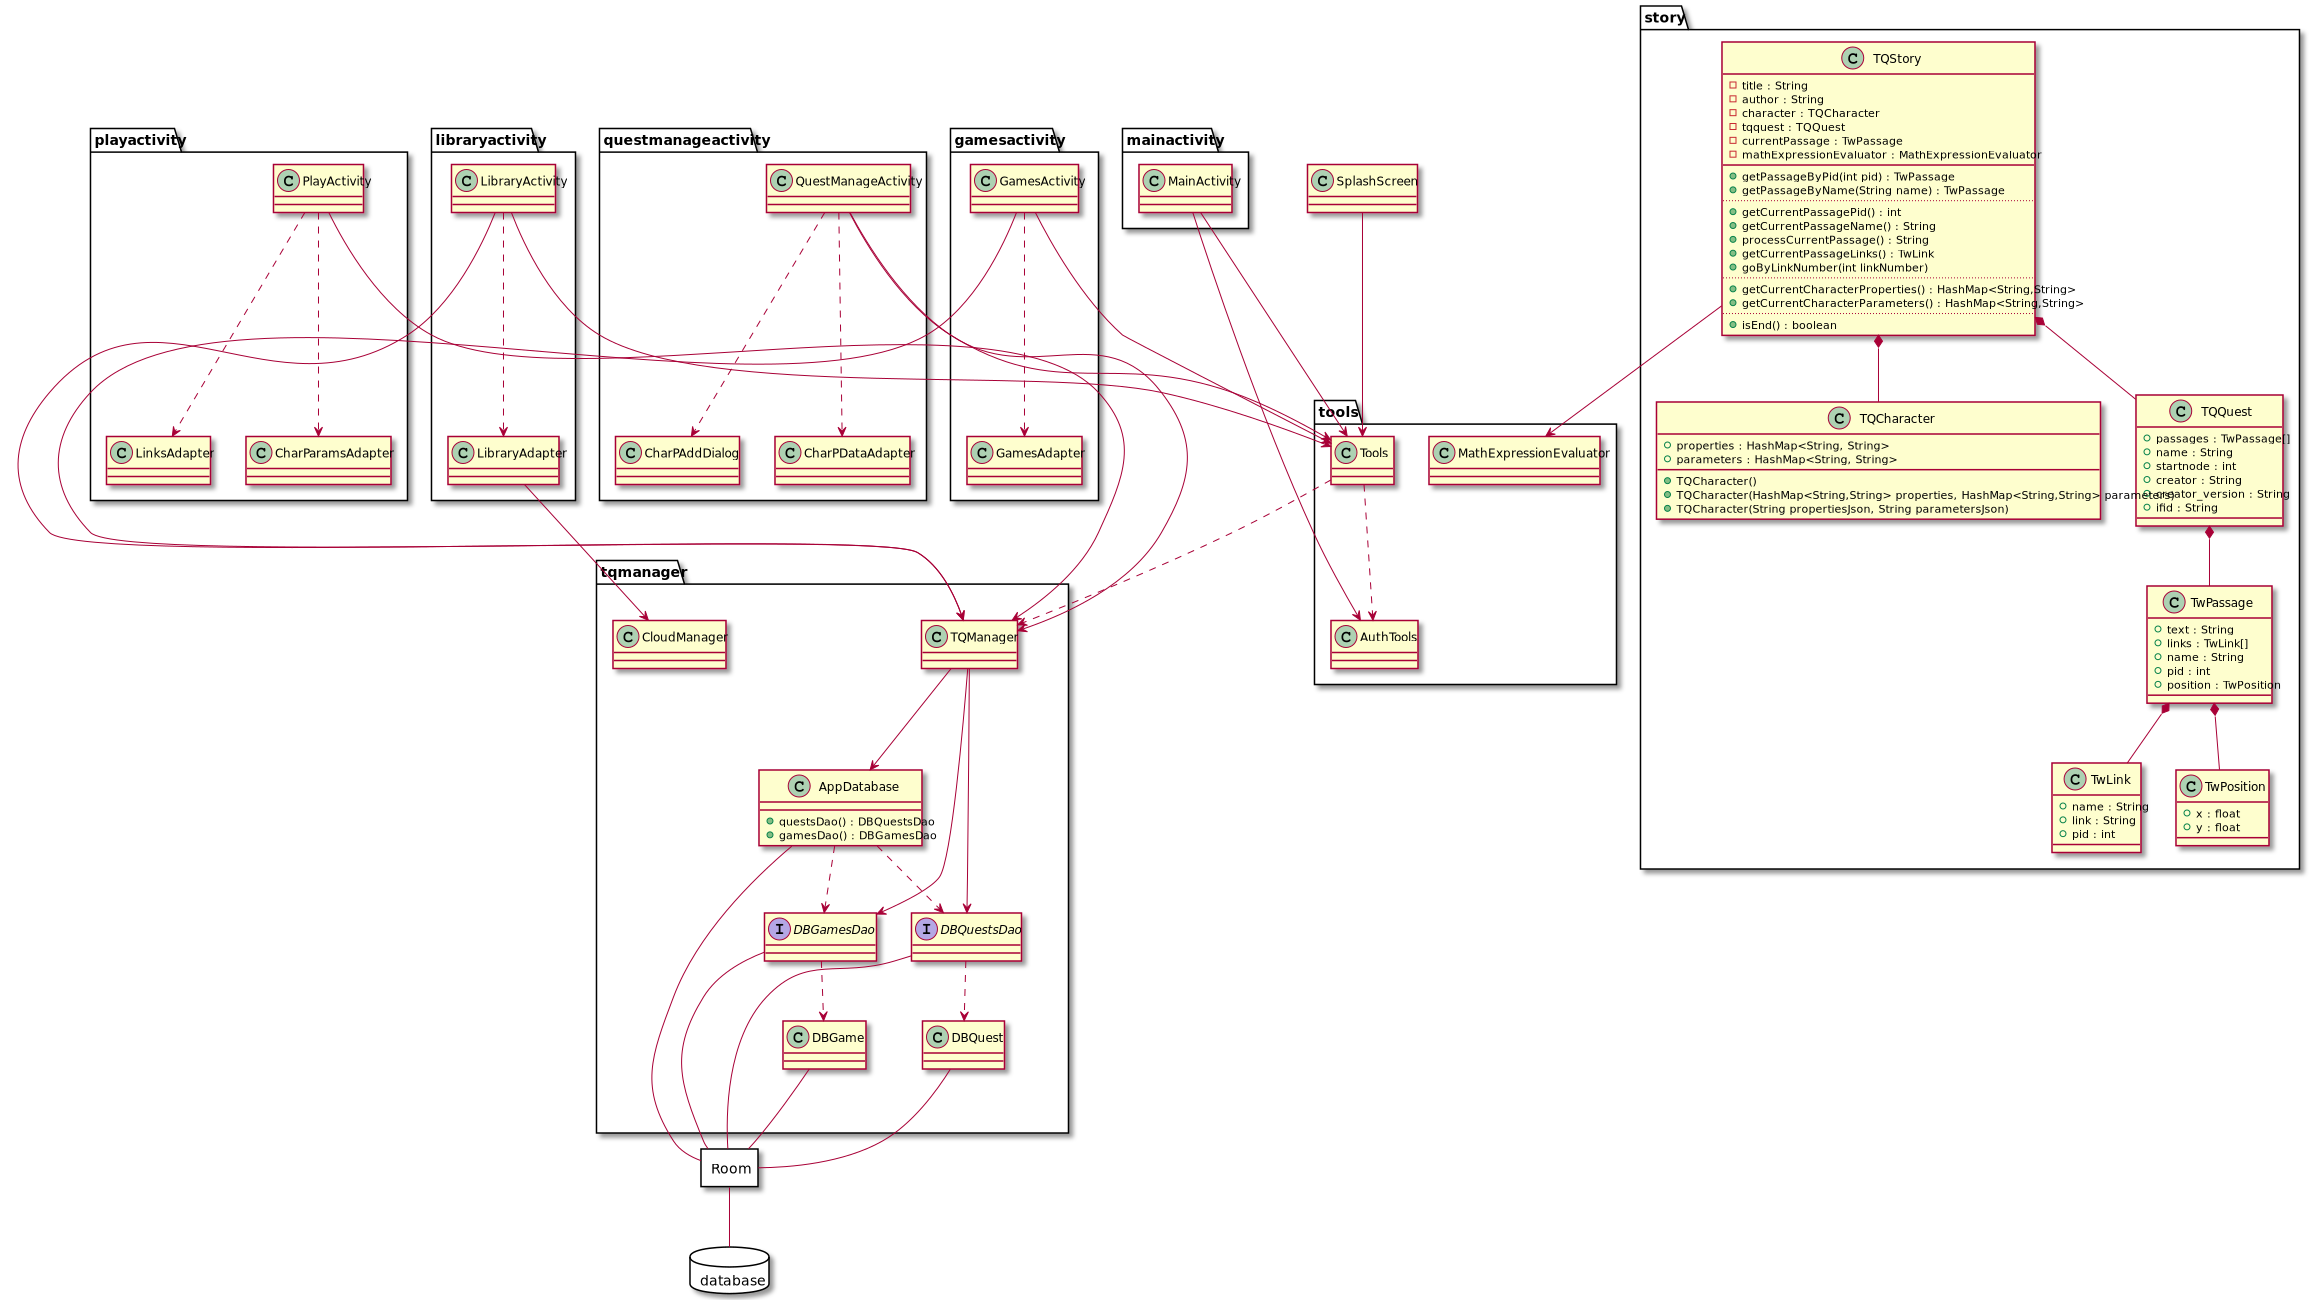 story
C TQStory
title : String
author : String
character : TQCharacter
tqquest : TQQuest
currentPassage : TwPassage
mathExpressionEvaluator : MathExpressionEvaluator
getPassageByPid(int pid) : TwPassage
getPassageByName(String name) : TwPassage
getCurrentPassagePid() : int
getCurrentPassageName() : String
processCurrentPassage() : String
getCurrentPassageLinks() : TwLink
goByLinkNumber(int linkNumber)
getCurrentCharacterProperties() : HashMap<String,String>
getCurrentCharacterParameters() : HashMap<String,String>
isEnd() : boolean
playactivity
C PlayActivity
libraryactivity
C LibraryActivity
questmanageactivity
C QuestManageActivity
gamesactivity
C GamesActivity
mainactivity
C MainActivity
C SplashScreen
C LinksAdapter
C CharParamsAdapter
C LibraryAdapter
C CharPAddDialog
C CharPDataAdapter
C GamesAdapter
tools
C Tools
C MathExpressionEvaluator
C AuthTools
C TQCharacter
properties : HashMap<String, String>
parameters : HashMap<String, String>
TQCharacter()
TQCharacter(HashMap<String,String> properties, HashMap<String,String> parameters)
TQCharacter(String propertiesJson, String parametersJson)
C TQQuest
passages : TwPassage[]
name : String
startnode : int
creator : String
creator_version : String
ifid : String
C TwPassage
text : String
links : TwLink[]
name : String
pid : int
position : TwPosition
C TwLink
name : String
link : String
pid : int
C TwPosition
x : float
y : float
tqmanager
C CloudManager
C TQManager
C AppDatabase
questsDao() : DBQuestsDao
gamesDao() : DBGamesDao
I DBGamesDao
I DBQuestsDao
C DBGame
C DBQuest
Room
database